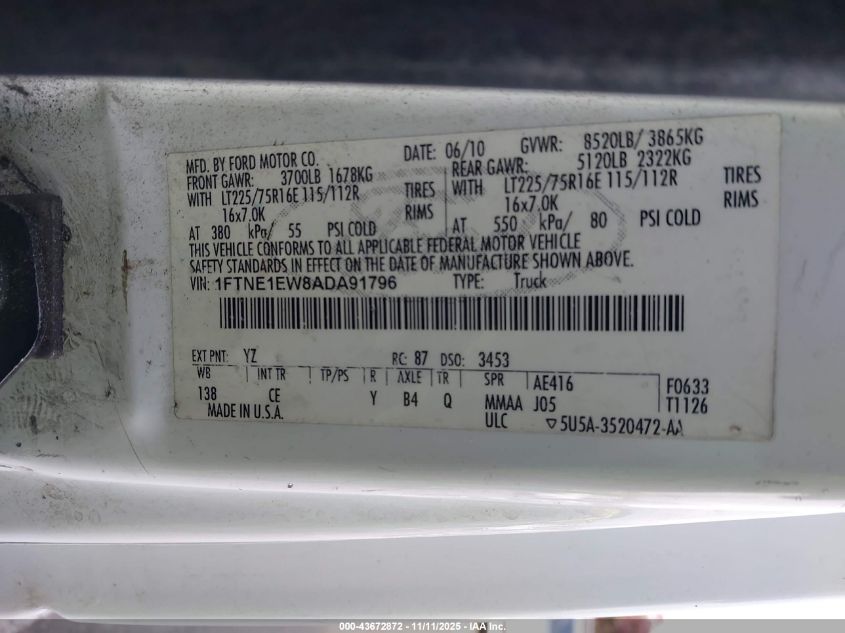 MFD. BY FORD MOTOR CO. DATE: 06/10 GVWR: 8520LB/ 3865KG
FRONT GAWR: 3700LB 1678KG REAR GAWR: 5120LB 2322KG
WITH LT225/75R16E 115/112R TIRES WITH LT225/75R16E 115/112R TIRES
16x7.0K RIMS 16x7.0K RIMS
AT 380 kPa/ 55 PSI COLD AT 550 kPa/ 80 PSI COLD
THIS VEHICLE CONFORMS TO ALL APPLICABLE FEDERAL MOTOR VEHICLE
SAFETY STANDARDS IN EFFECT ON THE DATE OF MANUFACTURE SHOWN ABOVE.
VIN: 1FTNE1EW8ADA91796 TYPE: Truck
EXT PNT: YZ RC: 87 DSO: 3453
WB INT TR TP/PS R AXLE TR SPR AE416 F0633
138 CE Y B4 Q MMAA J05 T1126
MADE IN U.S.A. ULC ▽5U5A-3520472-AA
000-43672872 - 11/11/2025 - IAA Inc.